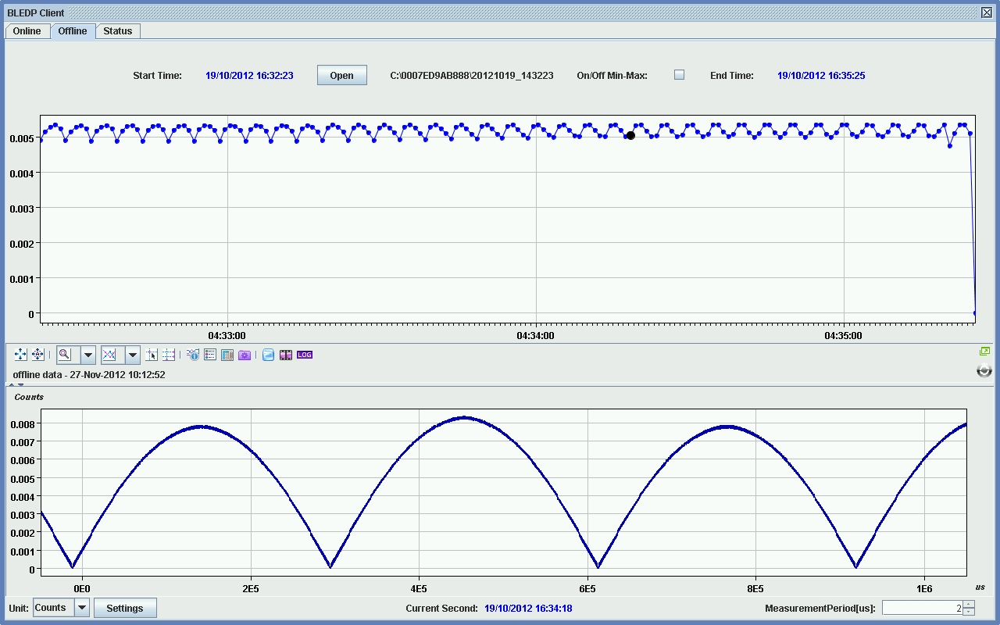 BLEDP Client
Online Offline Status
Start Time: 19/10/2012 16:32:23 Open C:\0007ED9AB888\20121019_143223 On/Off Min-Max: End Time: 19/10/2012 16:35:25
0.005
0.004
0.003
0.002
0.001
0
04:33:00 04:34:00 04:35:00
LOG
offline data - 27-Nov-2012 10:12:52
Counts
0.008
0.007
0.006
0.005
0.004
0.003
0.002
0.001
0
0E0 2E5 4E5 6E5 8E5 1E6 us
Unit: Counts Settings Current Second: 19/10/2012 16:34:18 MeasurementPeriod[us]: 2